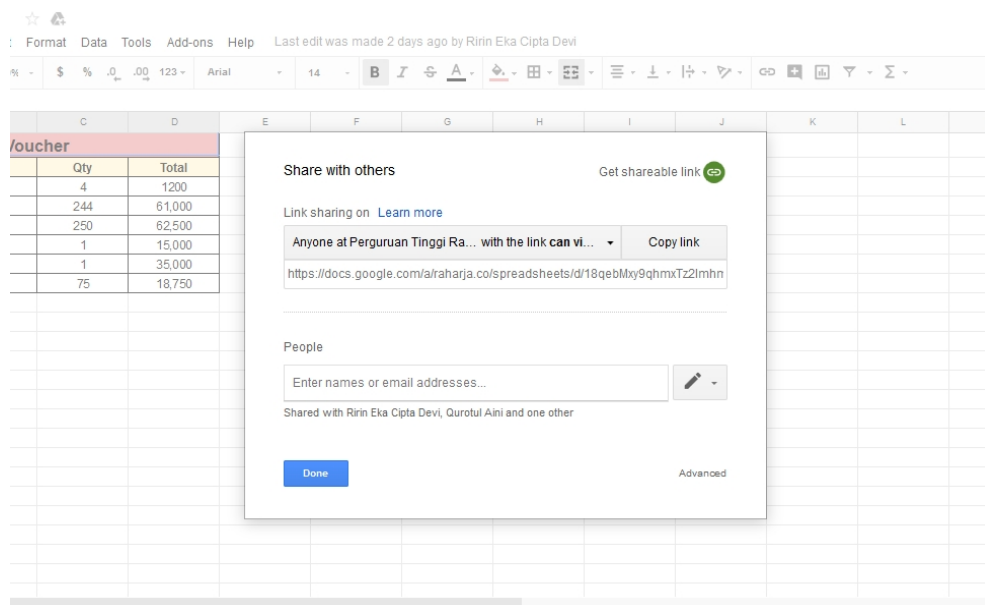 Format Data Tools Add-ons Help Last edit was made 2 days ago by Ririn Eka Cipta Devi
% $ % .0 .00 123 Arial 14 B I S A
C D E F G H I J K L
Voucher
Qty Total
4 1200
244 61,000
250 62,500
1 15,000
1 35,000
75 18,750
Share with others
Get shareable link
Link sharing on Learn more
Anyone at Perguruan Tinggi Ra... with the link can vi... Copy link
https://docs.google.com/a/raharja.co/spreadsheets/d/18qebMxy9qhmxTz2Imhm
People
Enter names or email addresses...
Shared with Ririn Eka Cipta Devi, Qurotul Aini and one other
Done Advanced